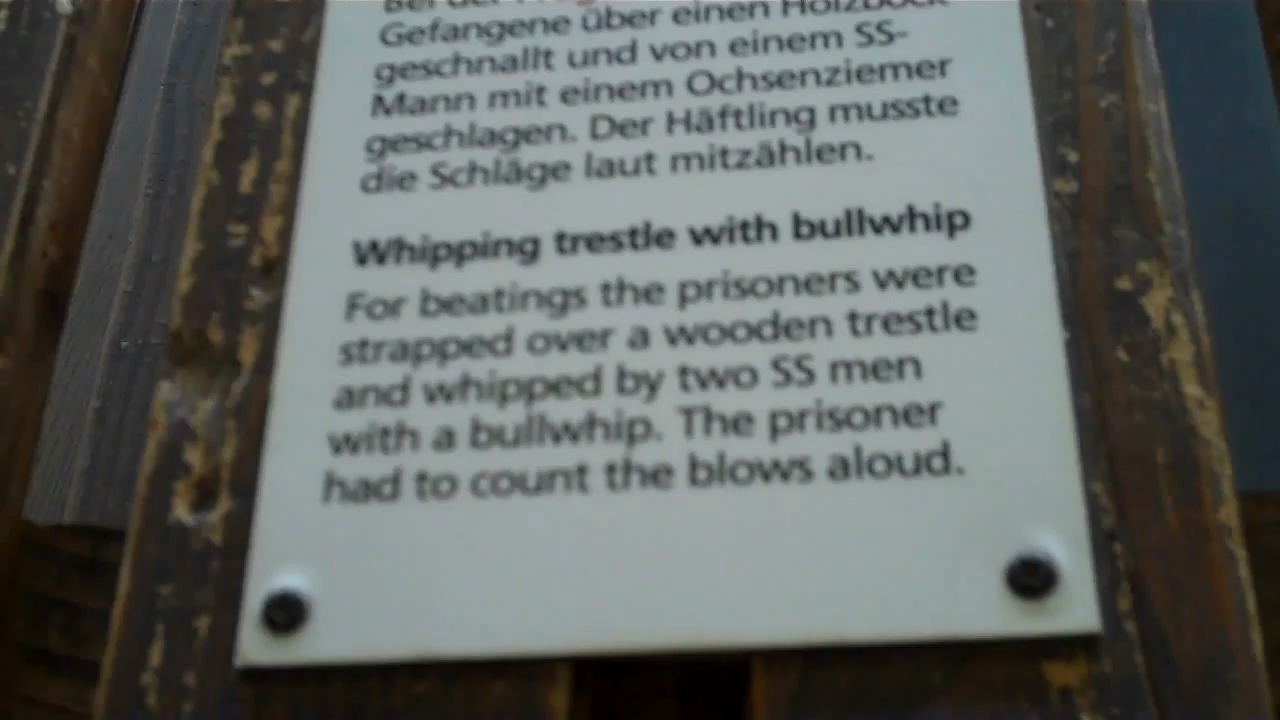 Bei der
Gefangene über einen Holzbock
geschnallt und von einem SS-
Mann mit einem Ochsenziemer
geschlagen. Der Häftling musste
die Schläge laut mitzählen.
Whipping trestle with bullwhip
For beatings the prisoners were
strapped over a wooden trestle
and whipped by two SS men
with a bullwhip. The prisoner
had to count the blows aloud.